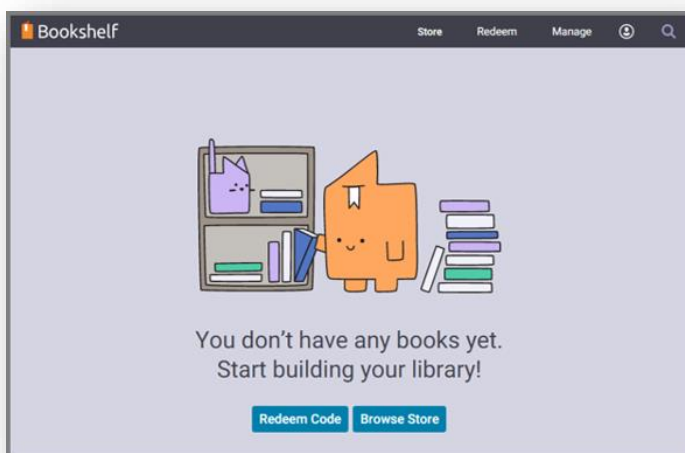 Bookshelf
Store Redeem Manage
You don't have any books yet.
Start building your library!
Redeem Code Browse Store